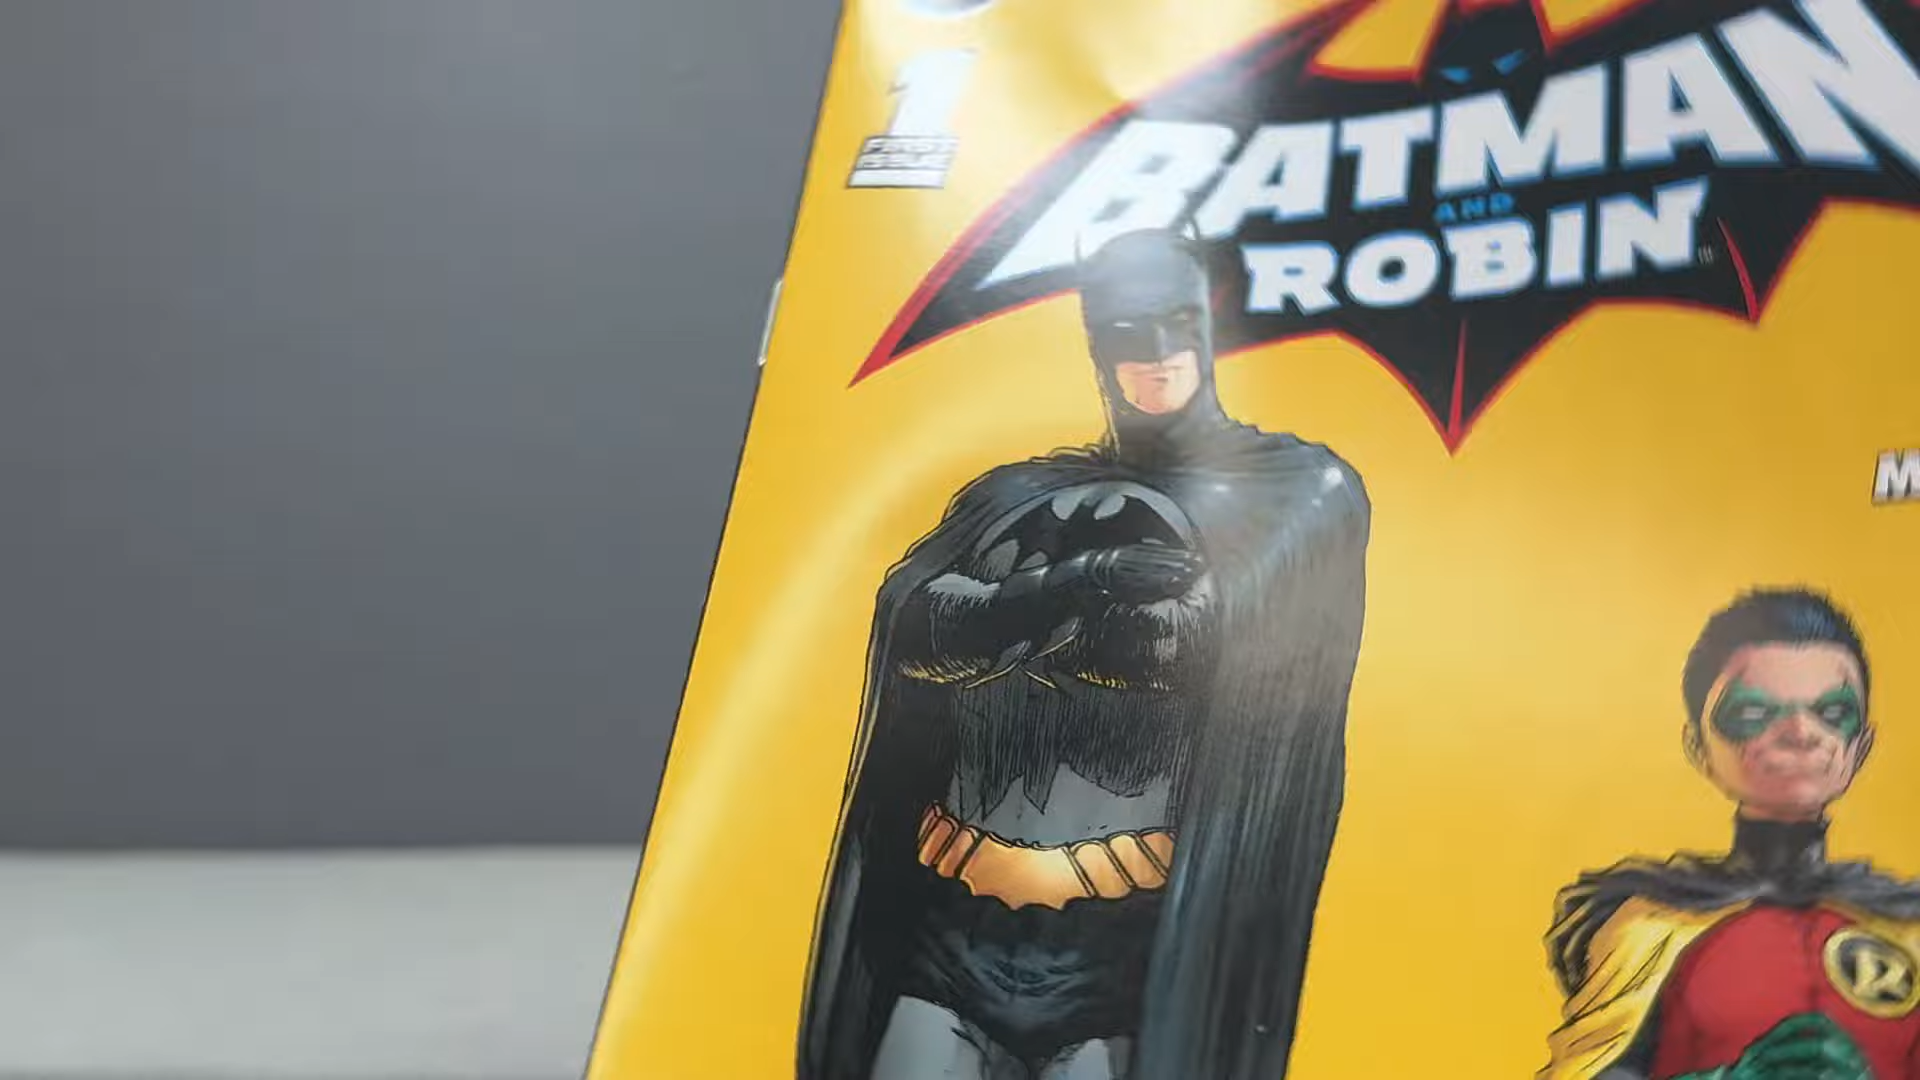 1
FIRST
ISSUE
BATMAN
AND
ROBIN
M
R